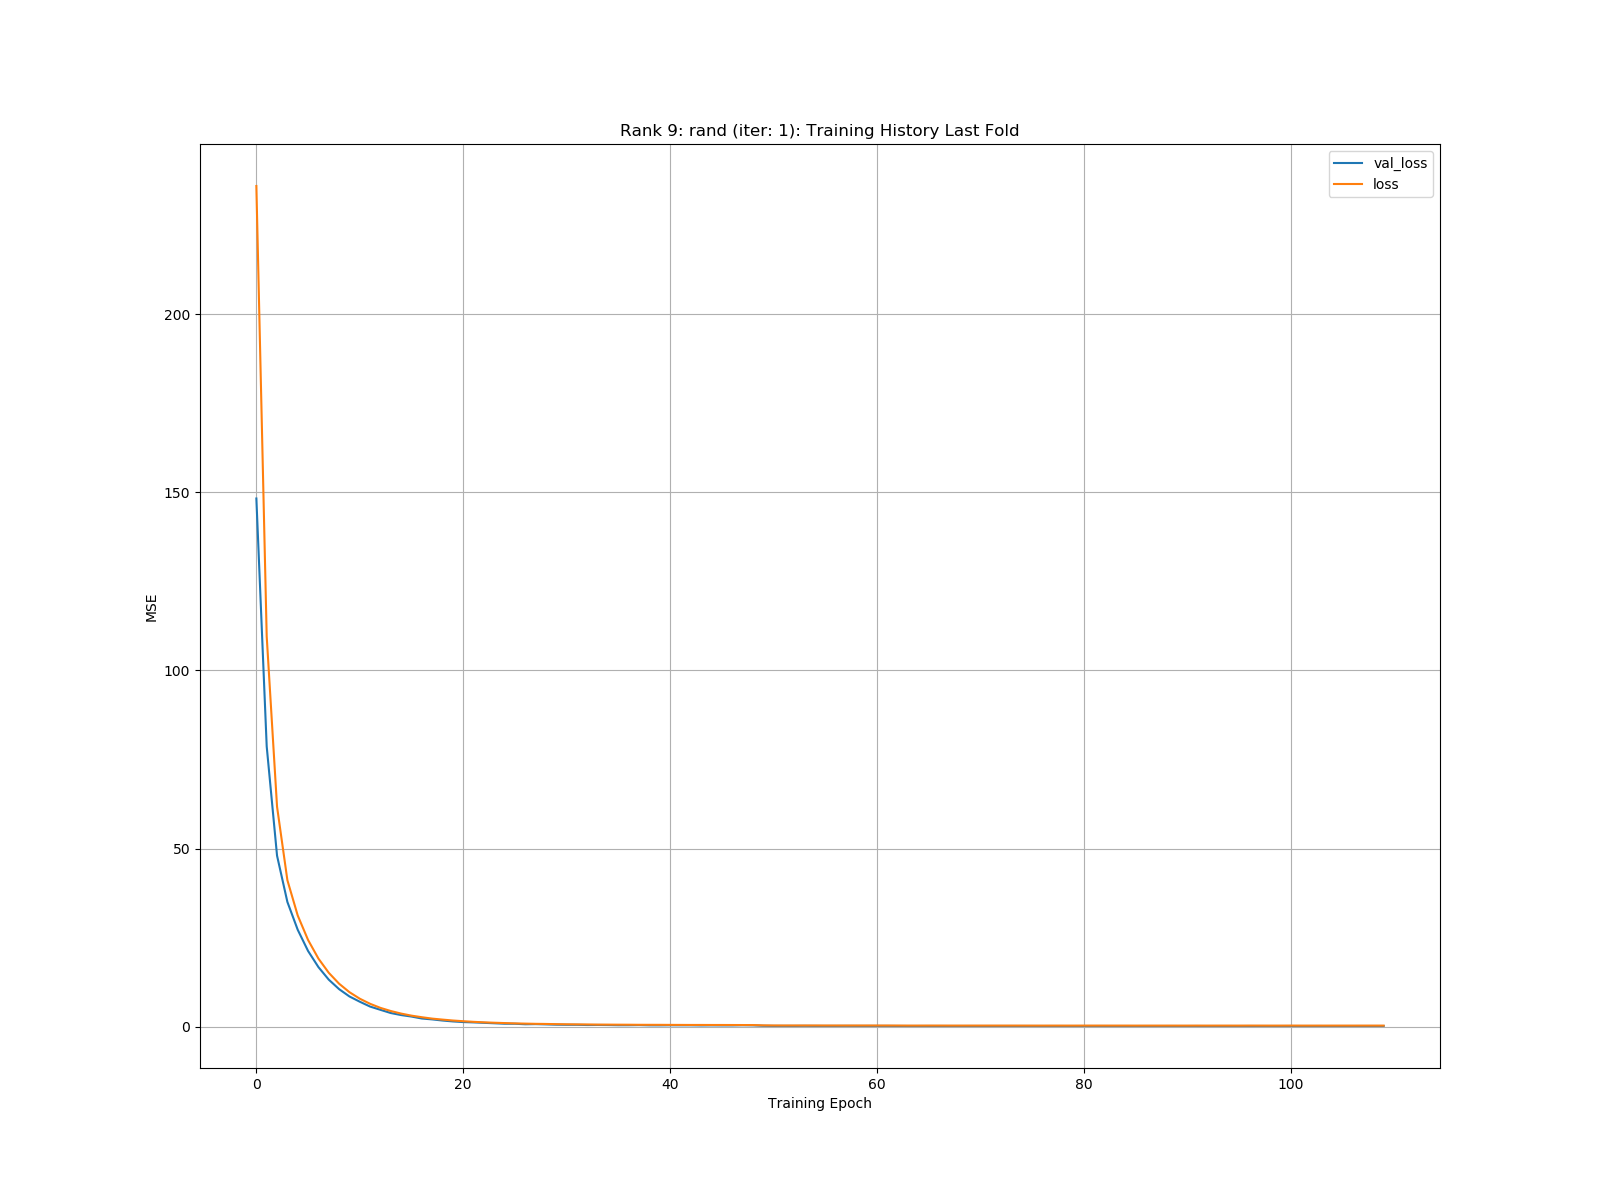 Rank 9: rand (iter: 1): Training History Last Fold
val_loss
loss
MSE
200
150
100
50
0
0 20 40 60 80 100
Training Epoch